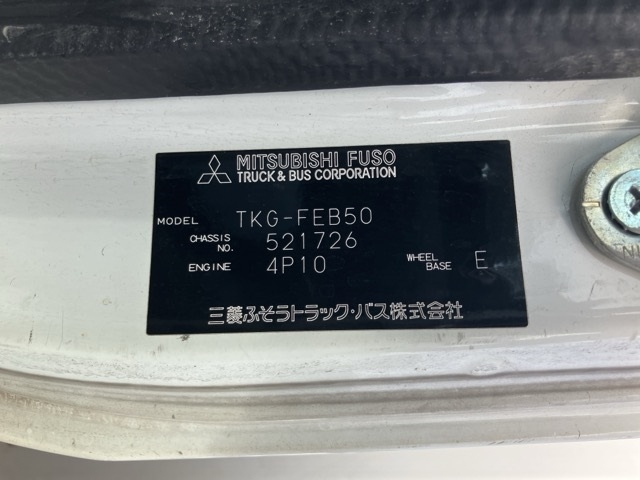 MITSUBISHI FUSO
TRUCK & BUS CORPORATION
MODEL TKG-FEB50
CHASSIS NO. 521726
ENGINE 4P10 WHEEL BASE E
三菱ふそうトラック・バス株式会社